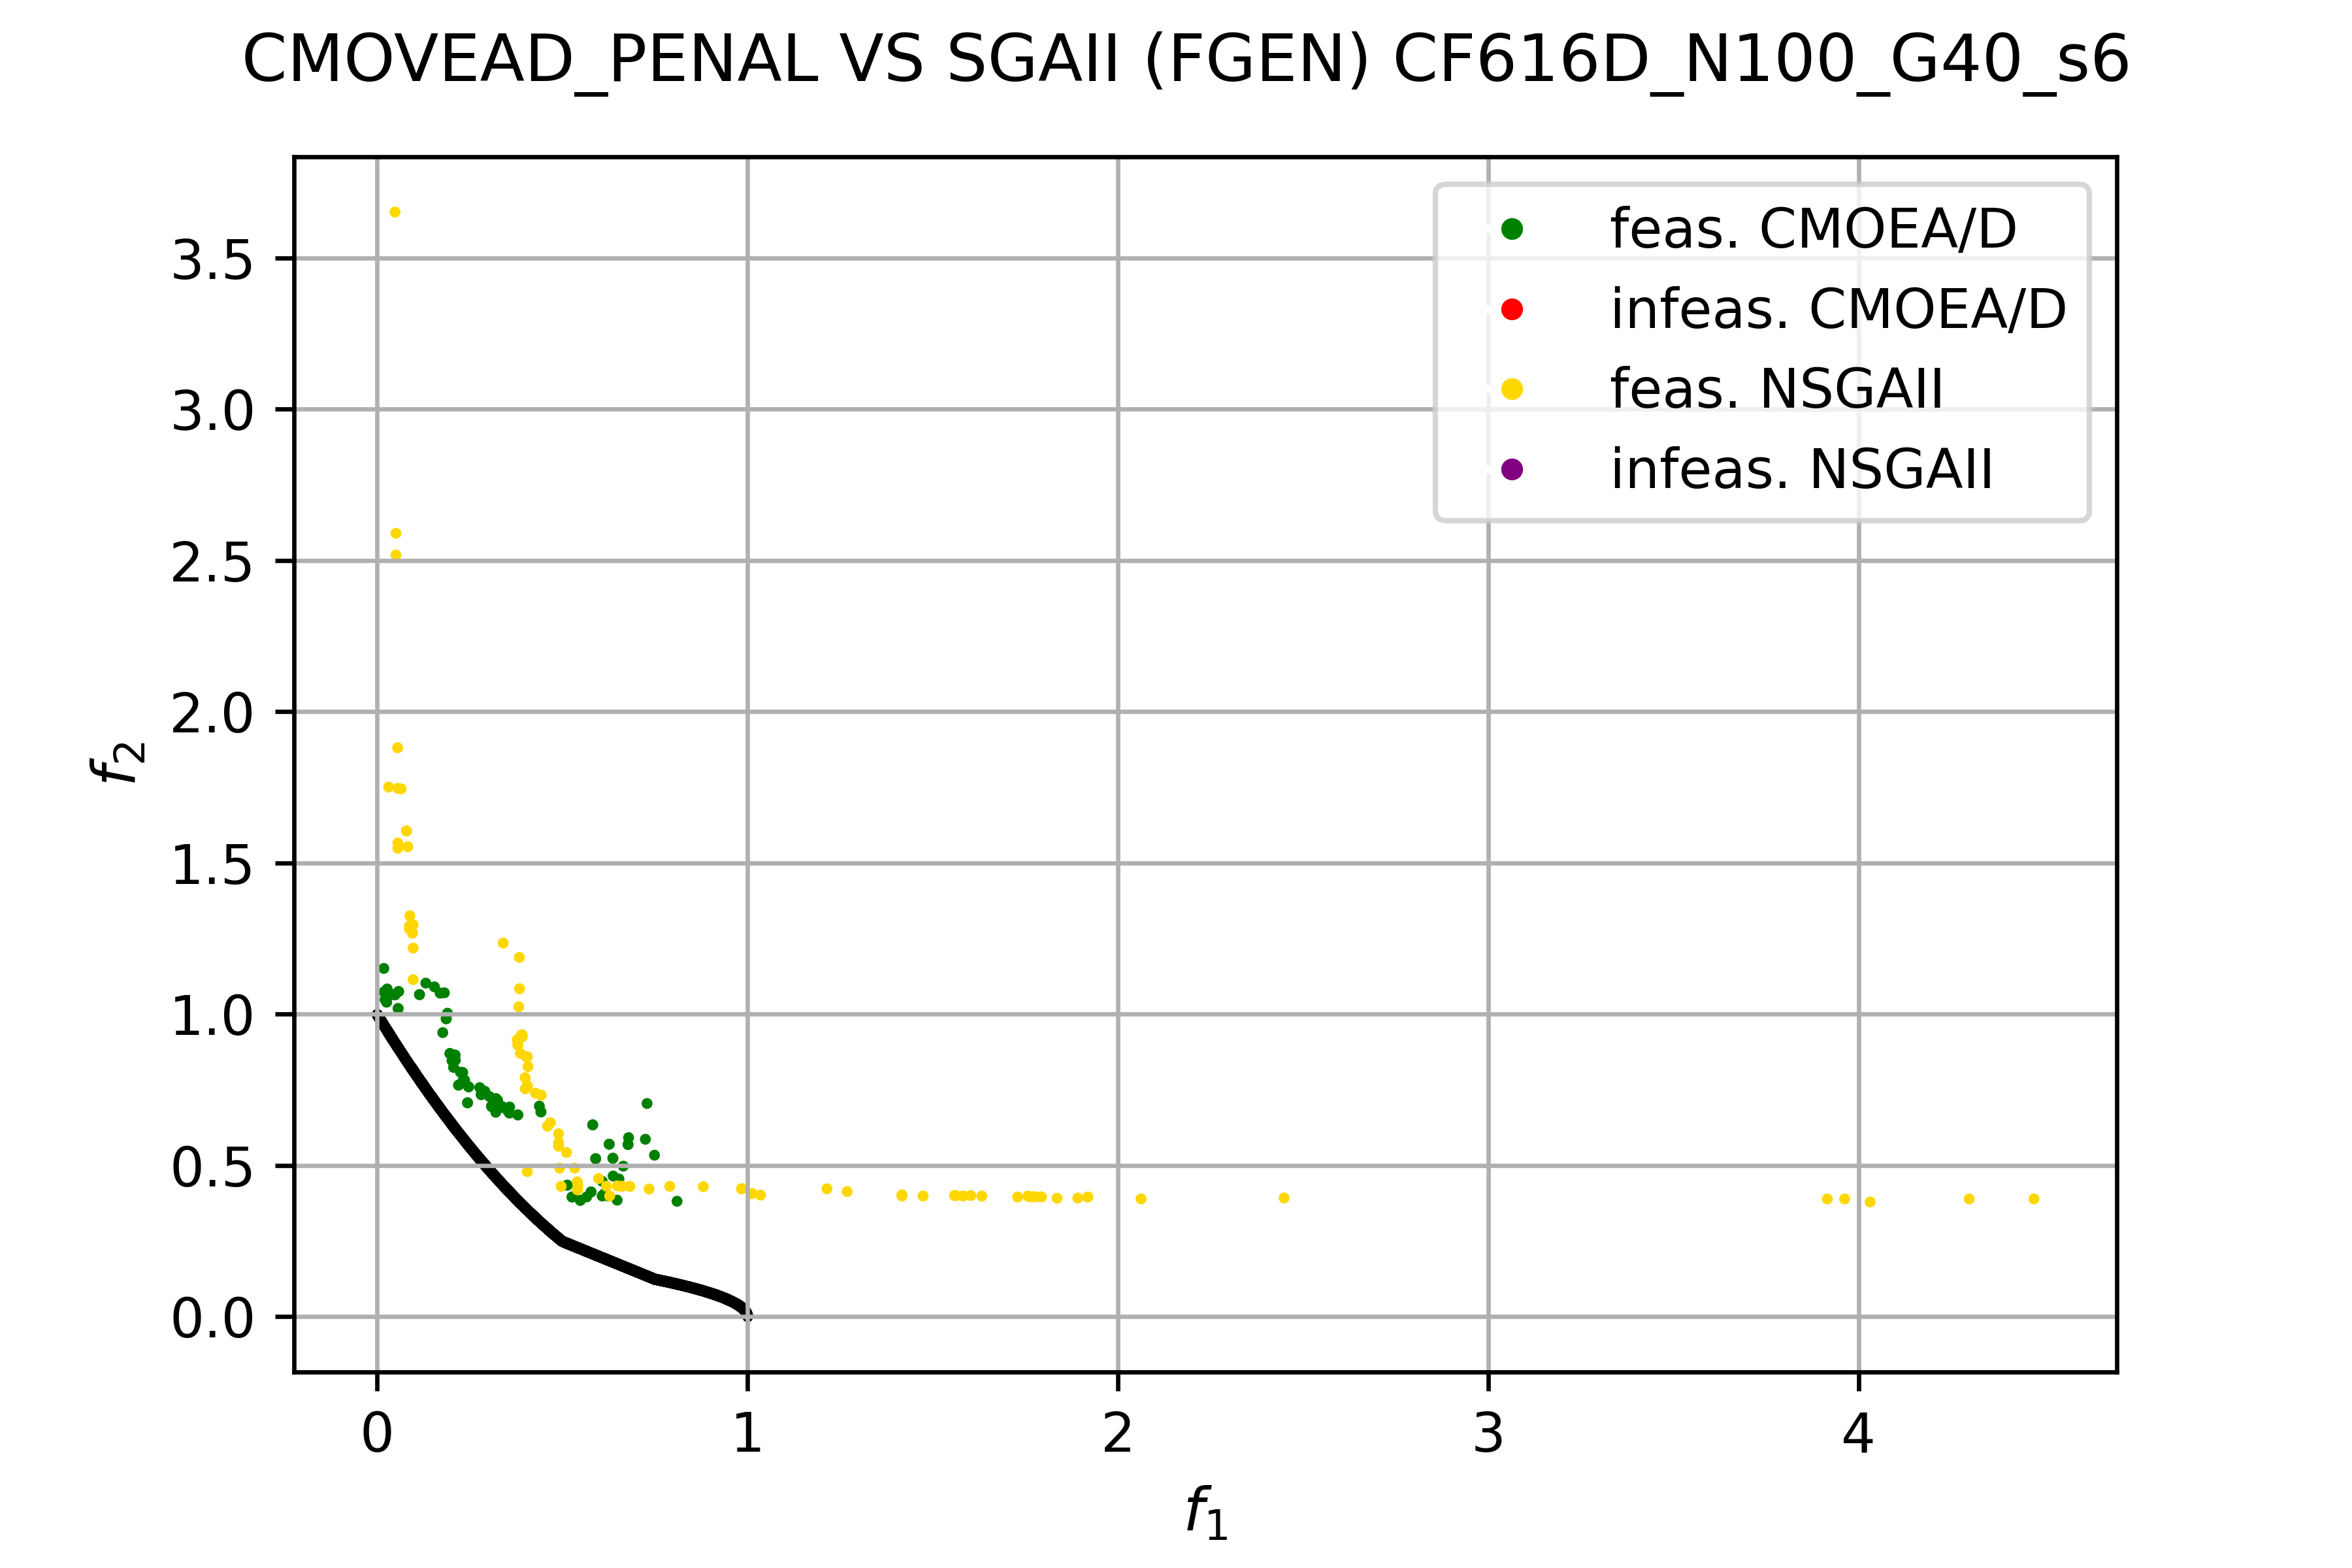 CMOVEAD_PENAL VS SGAII (FGEN) CF616D_N100_G40_s6
feas. CMOEA/D
infeas. CMOEA/D
feas. NSGAII
infeas. NSGAII
3.5
3.0
2.5
2.0
1.5
1.0
0.5
0.0
f2
0 1 2 3 4
f1